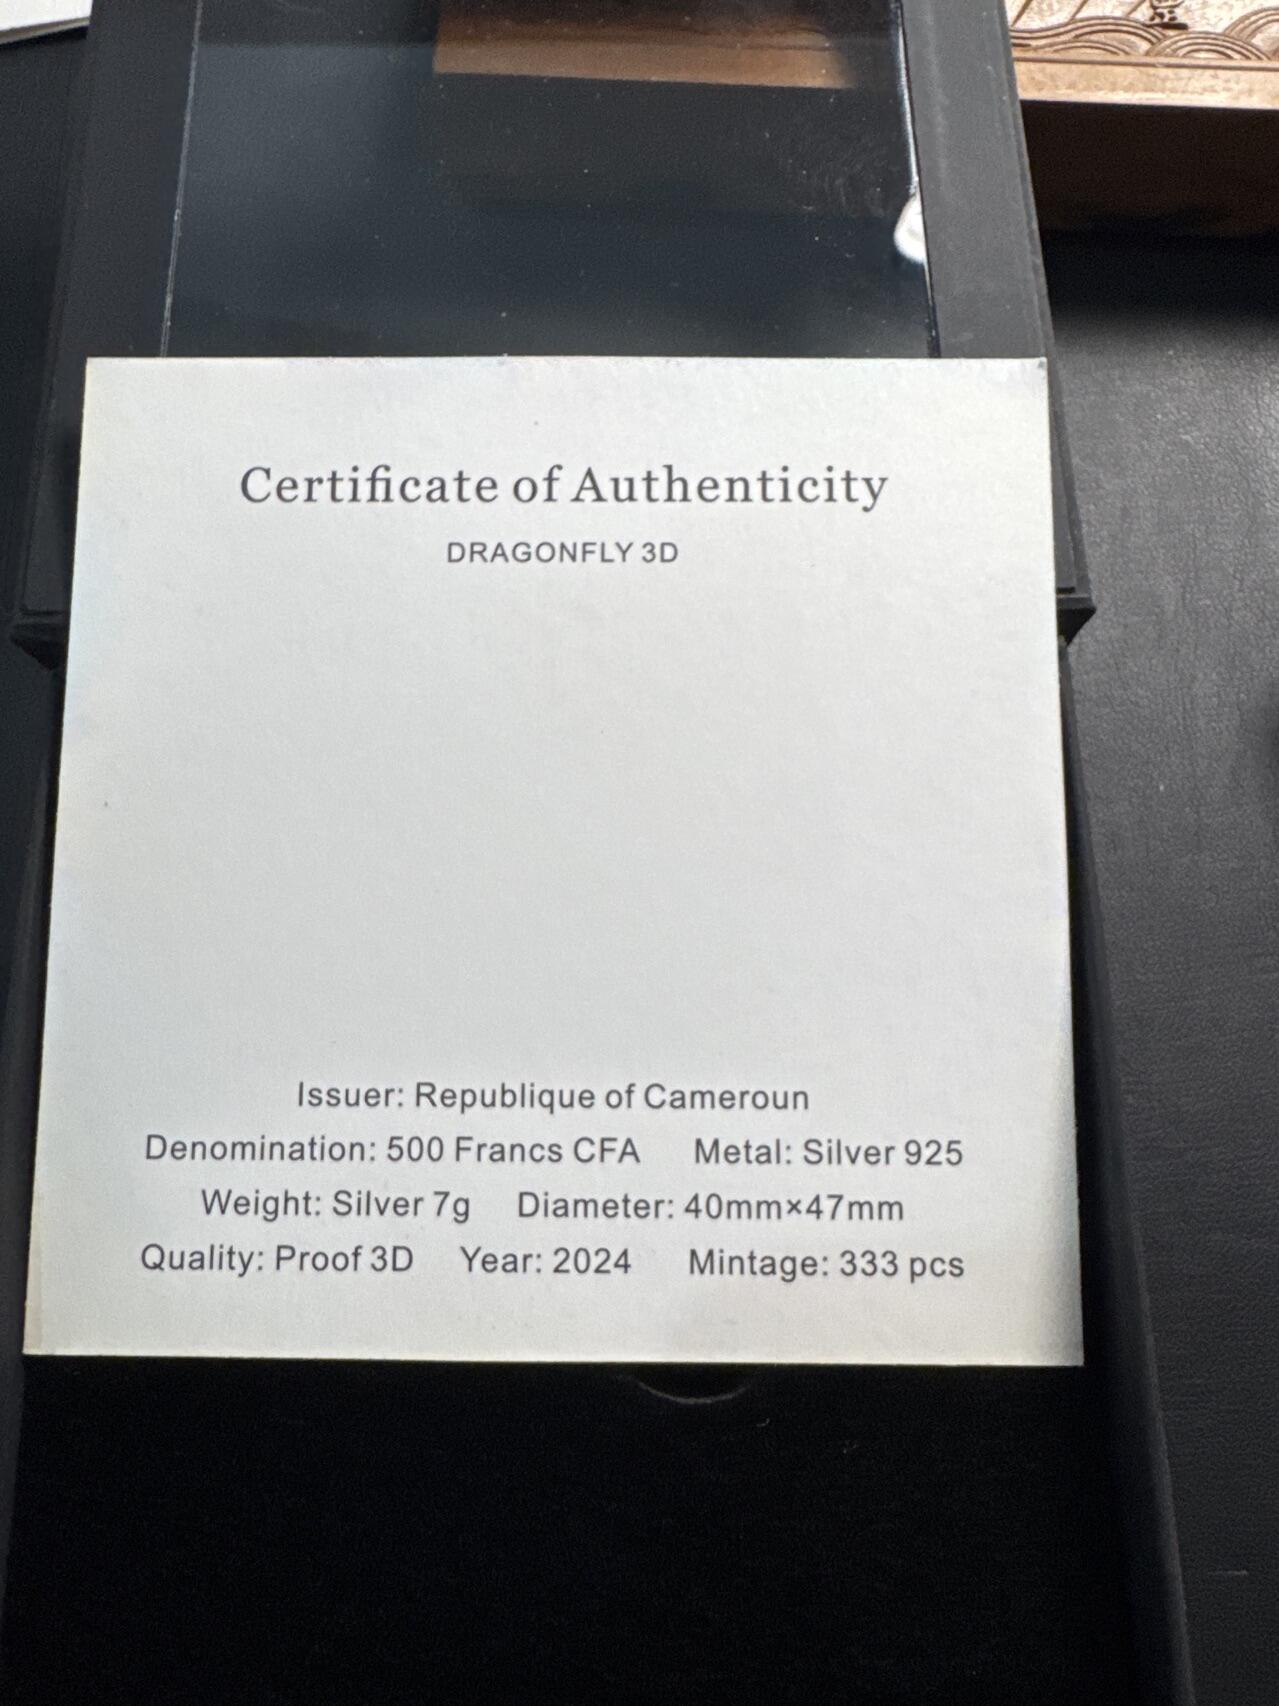 Certificate of Authenticity
DRAGONFLY 3D
Issuer: Republique of Cameroun
Denomination: 500 Francs CFA Metal: Silver 925
Weight: Silver 7g Diameter: 40mm×47mm
Quality: Proof 3D Year: 2024 Mintage: 333 pcs